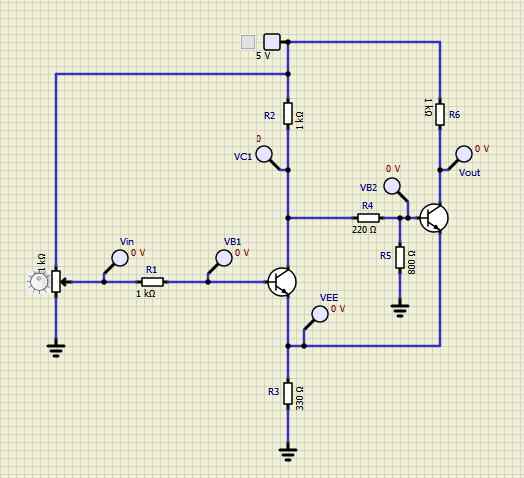 5 V
R2
1 kΩ
1 kΩ
R6
0
VC1
0 V
Vout
0 V
VB2
R4
220 Ω
R5
800 Ω
1 kΩ
Vin
0 V
R1
1 kΩ
VB1
0 V
VEE
0 V
R3
330 Ω